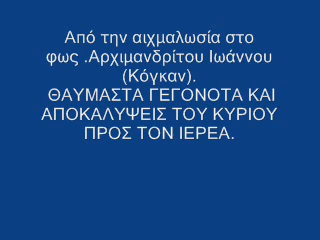 Από την αιχμαλωσία στο
φως .Αρχιμανδρίτου Ιωάννου
(Κόγκαν).
ΘΑΥΜΑΣΤΑ ΓΕΓΟΝΟΤΑ ΚΑΙ
ΑΠΟΚΑΛΥΨΕΙΣ ΤΟΥ ΚΥΡΙΟΥ
ΠΡΟΣ ΤΟΝ ΙΕΡΕΑ.